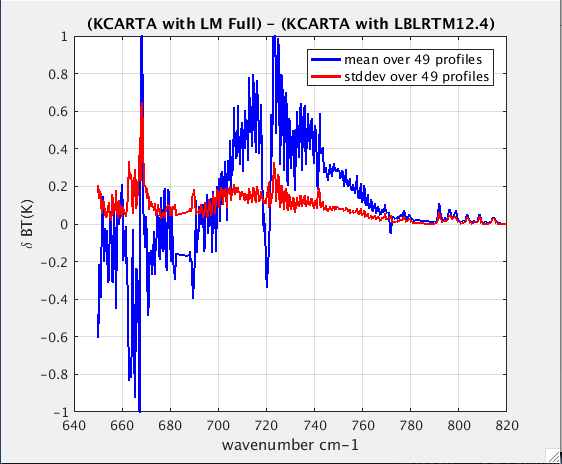 (KCARTA with LM Full) - (KCARTA with LBLRTM12.4)
mean over 49 profiles
stddev over 49 profiles
1
0.8
0.6
0.4
0.2
0
-0.2
-0.4
-0.6
-0.8
-1
δ BT(K)
640 660 680 700 720 740 760 780 800 820
wavenumber cm-1